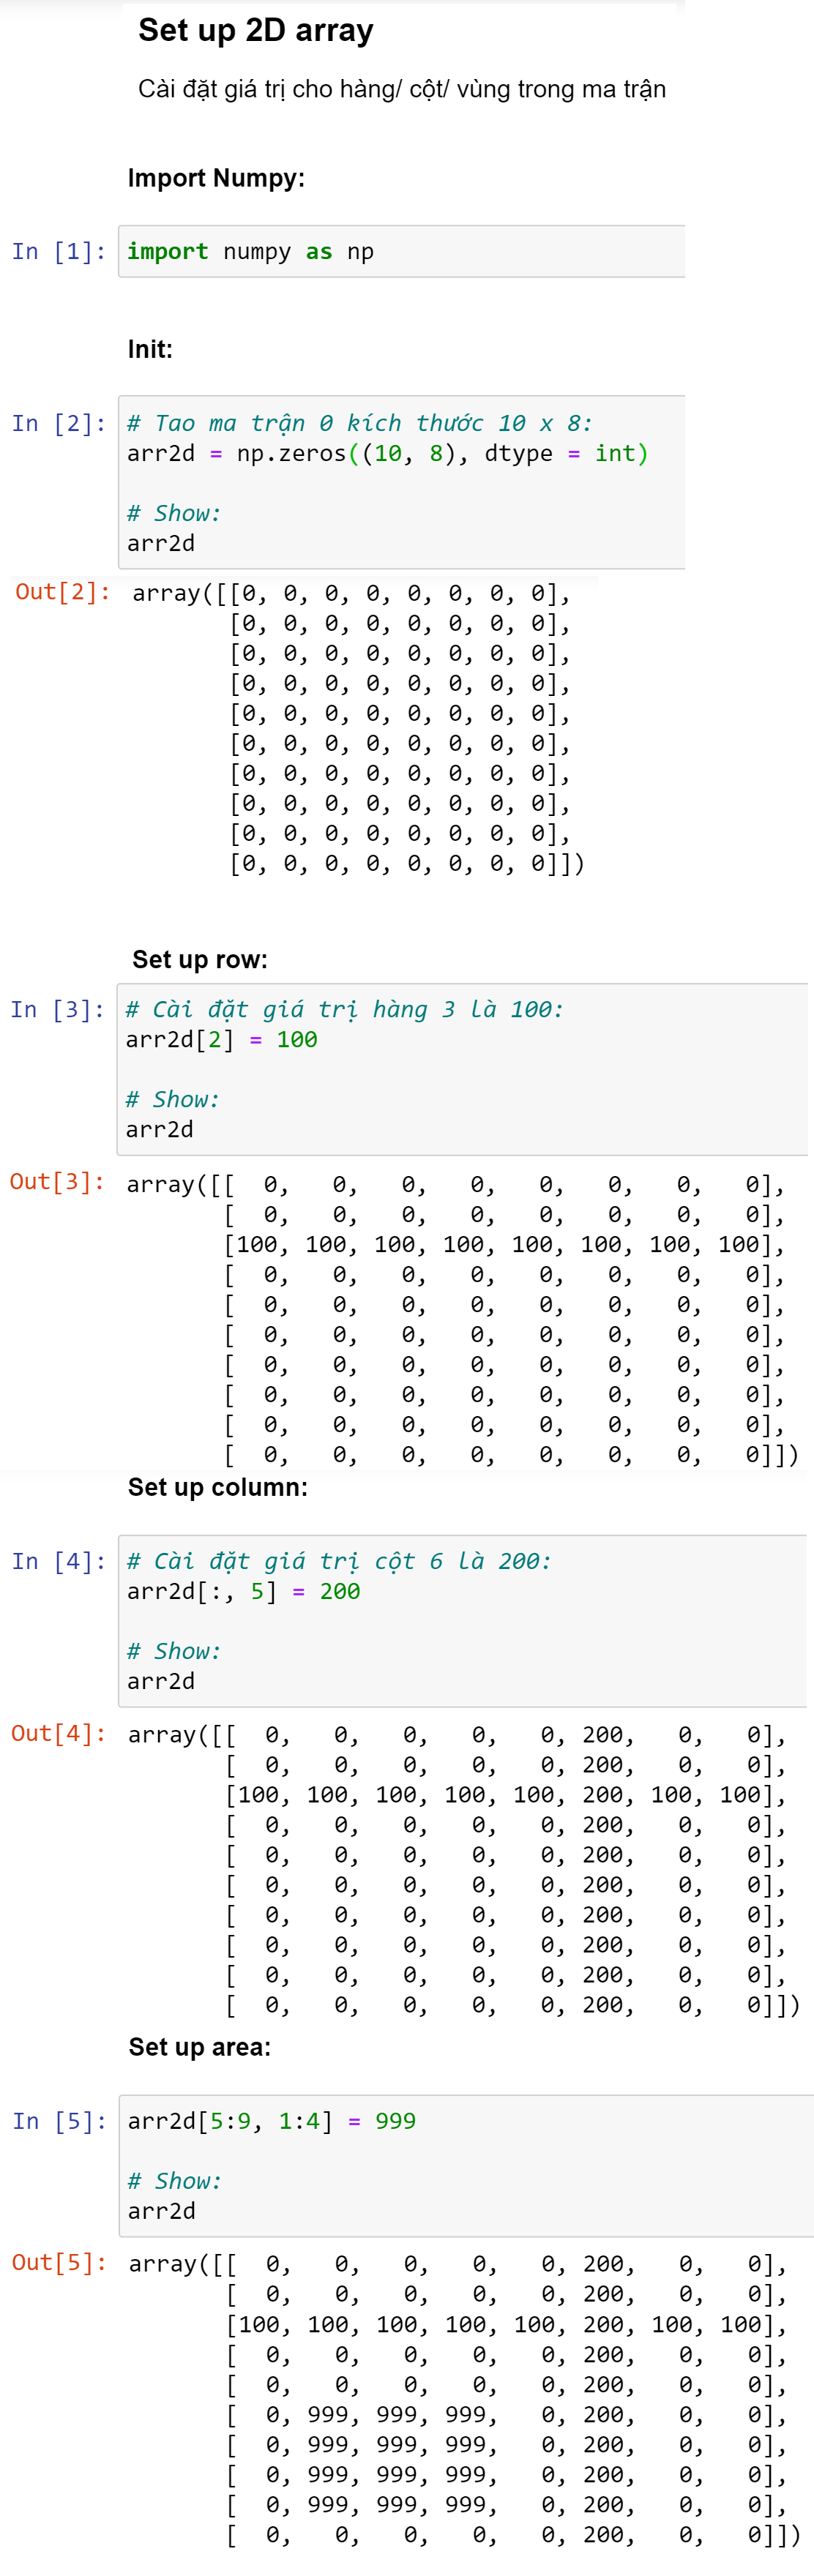 Set up 2D array
Cài đặt giá trị cho hàng/ cột/ vùng trong ma trận
Import Numpy:
In [1]: import numpy as np
Init:
In [2]: # Tao ma trận 0 kích thước 10 x 8:
arr2d = np.zeros((10, 8), dtype = int)
# Show:
arr2d
Out[2]: array([[0, 0, 0, 0, 0, 0, 0, 0],
[0, 0, 0, 0, 0, 0, 0, 0],
[0, 0, 0, 0, 0, 0, 0, 0],
[0, 0, 0, 0, 0, 0, 0, 0],
[0, 0, 0, 0, 0, 0, 0, 0],
[0, 0, 0, 0, 0, 0, 0, 0],
[0, 0, 0, 0, 0, 0, 0, 0],
[0, 0, 0, 0, 0, 0, 0, 0],
[0, 0, 0, 0, 0, 0, 0, 0],
[0, 0, 0, 0, 0, 0, 0, 0]])
Set up row:
In [3]: # Cài đặt giá trị hàng 3 là 100:
arr2d[2] = 100
# Show:
arr2d
Out[3]: array([[  0,   0,   0,   0,   0,   0,   0,   0],
[  0,   0,   0,   0,   0,   0,   0,   0],
[100, 100, 100, 100, 100, 100, 100, 100],
[  0,   0,   0,   0,   0,   0,   0,   0],
[  0,   0,   0,   0,   0,   0,   0,   0],
[  0,   0,   0,   0,   0,   0,   0,   0],
[  0,   0,   0,   0,   0,   0,   0,   0],
[  0,   0,   0,   0,   0,   0,   0,   0],
[  0,   0,   0,   0,   0,   0,   0,   0],
[  0,   0,   0,   0,   0,   0,   0,   0]])
Set up column:
In [4]: # Cài đặt giá trị cột 6 là 200:
arr2d[:, 5] = 200
# Show:
arr2d
Out[4]: array([[  0,   0,   0,   0,   0, 200,   0,   0],
[  0,   0,   0,   0,   0, 200,   0,   0],
[100, 100, 100, 100, 100, 200, 100, 100],
[  0,   0,   0,   0,   0, 200,   0,   0],
[  0,   0,   0,   0,   0, 200,   0,   0],
[  0,   0,   0,   0,   0, 200,   0,   0],
[  0,   0,   0,   0,   0, 200,   0,   0],
[  0,   0,   0,   0,   0, 200,   0,   0],
[  0,   0,   0,   0,   0, 200,   0,   0],
[  0,   0,   0,   0,   0, 200,   0,   0]])
Set up area:
In [5]: arr2d[5:9, 1:4] = 999
# Show:
arr2d
Out[5]: array([[  0,   0,   0,   0,   0, 200,   0,   0],
[  0,   0,   0,   0,   0, 200,   0,   0],
[100, 100, 100, 100, 100, 200, 100, 100],
[  0,   0,   0,   0,   0, 200,   0,   0],
[  0,   0,   0,   0,   0, 200,   0,   0],
[  0, 999, 999, 999,   0, 200,   0,   0],
[  0, 999, 999, 999,   0, 200,   0,   0],
[  0, 999, 999, 999,   0, 200,   0,   0],
[  0, 999, 999, 999,   0, 200,   0,   0],
[  0,   0,   0,   0,   0, 200,   0,   0]])